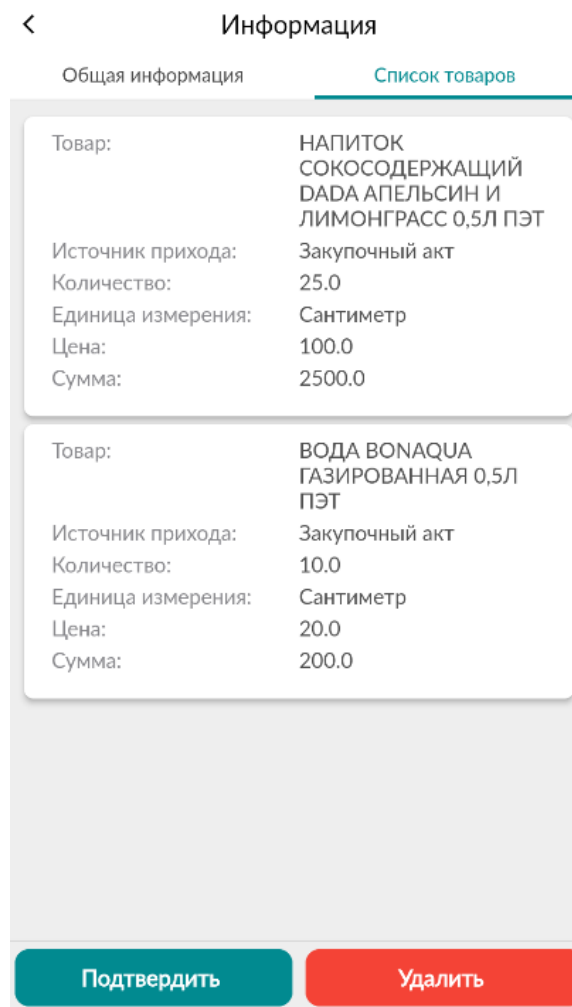 Информация
Общая информация Список товаров
Товар: НАПИТОК
СОКОСОДЕРЖАЩИЙ
DADA АПЕЛЬСИН И
ЛИМОНГРАСС 0,5Л ПЭТ
Источник прихода: Закупочный акт
Количество: 25.0
Единица измерения: Сантиметр
Цена: 100.0
Сумма: 2500.0
Товар: ВОДА BONAQUA
ГАЗИРОВАННАЯ 0,5Л
ПЭТ
Источник прихода: Закупочный акт
Количество: 10.0
Единица измерения: Сантиметр
Цена: 20.0
Сумма: 200.0
Подтвердить Удалить